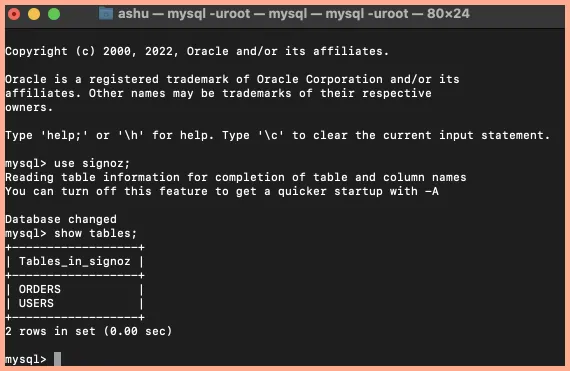 ashu — mysql -uroot — mysql — mysql -uroot — 80×24
Copyright (c) 2000, 2022, Oracle and/or its affiliates.
Oracle is a registered trademark of Oracle Corporation and/or its
affiliates. Other names may be trademarks of their respective
owners.
Type 'help;' or '\h' for help. Type '\c' to clear the current input statement.
mysql> use signoz;
Reading table information for completion of table and column names
You can turn off this feature to get a quicker startup with -A
Database changed
mysql> show tables;
+------------------+
| Tables_in_signoz |
+------------------+
| ORDERS           |
| USERS            |
+------------------+
2 rows in set (0.00 sec)
mysql>